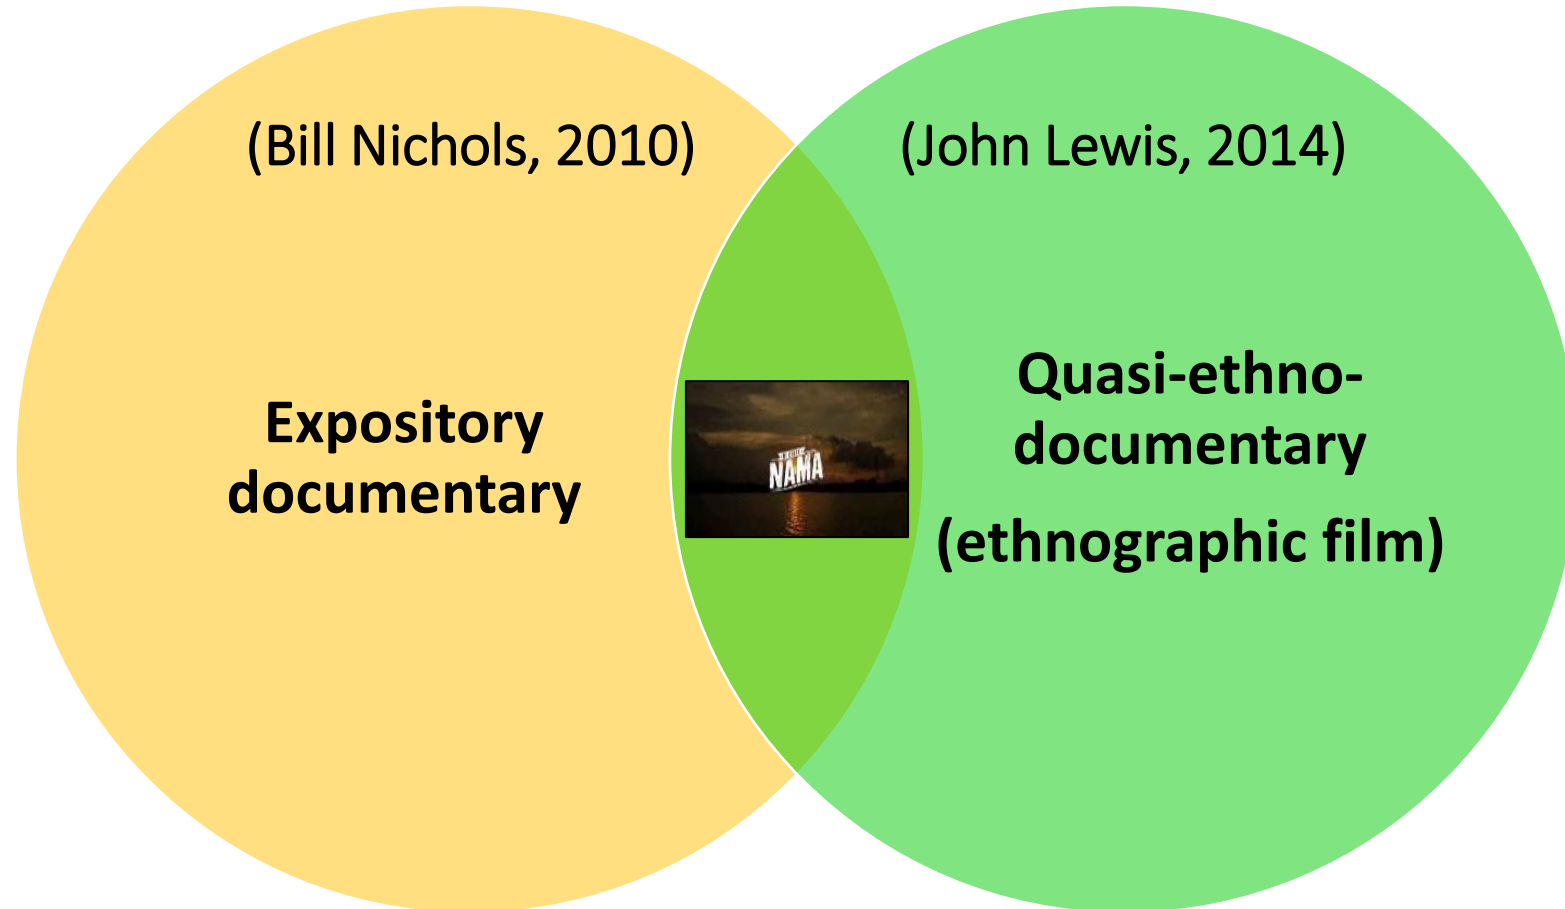 (Bill Nichols, 2010)
(John Lewis, 2014)
Expository
documentary
NAMA
Quasi-ethno-
documentary
(ethnographic film)